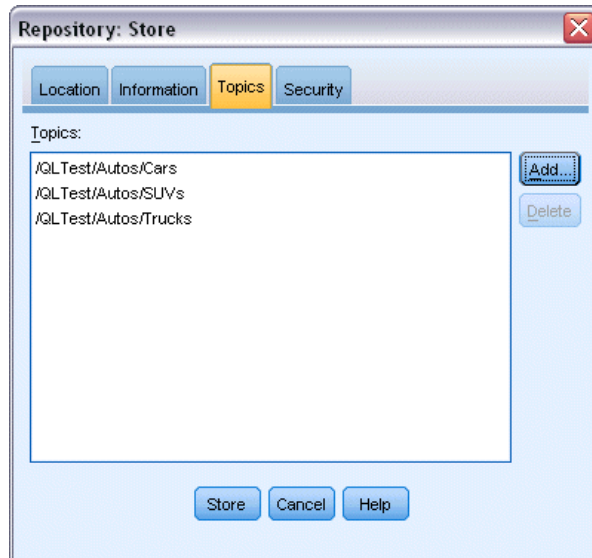 Repository: Store
Location Information Topics Security
Topics:
/QLTest/Autos/Cars
/QLTest/Autos/SUVs
/QLTest/Autos/Trucks
Add...
Delete
Store Cancel Help